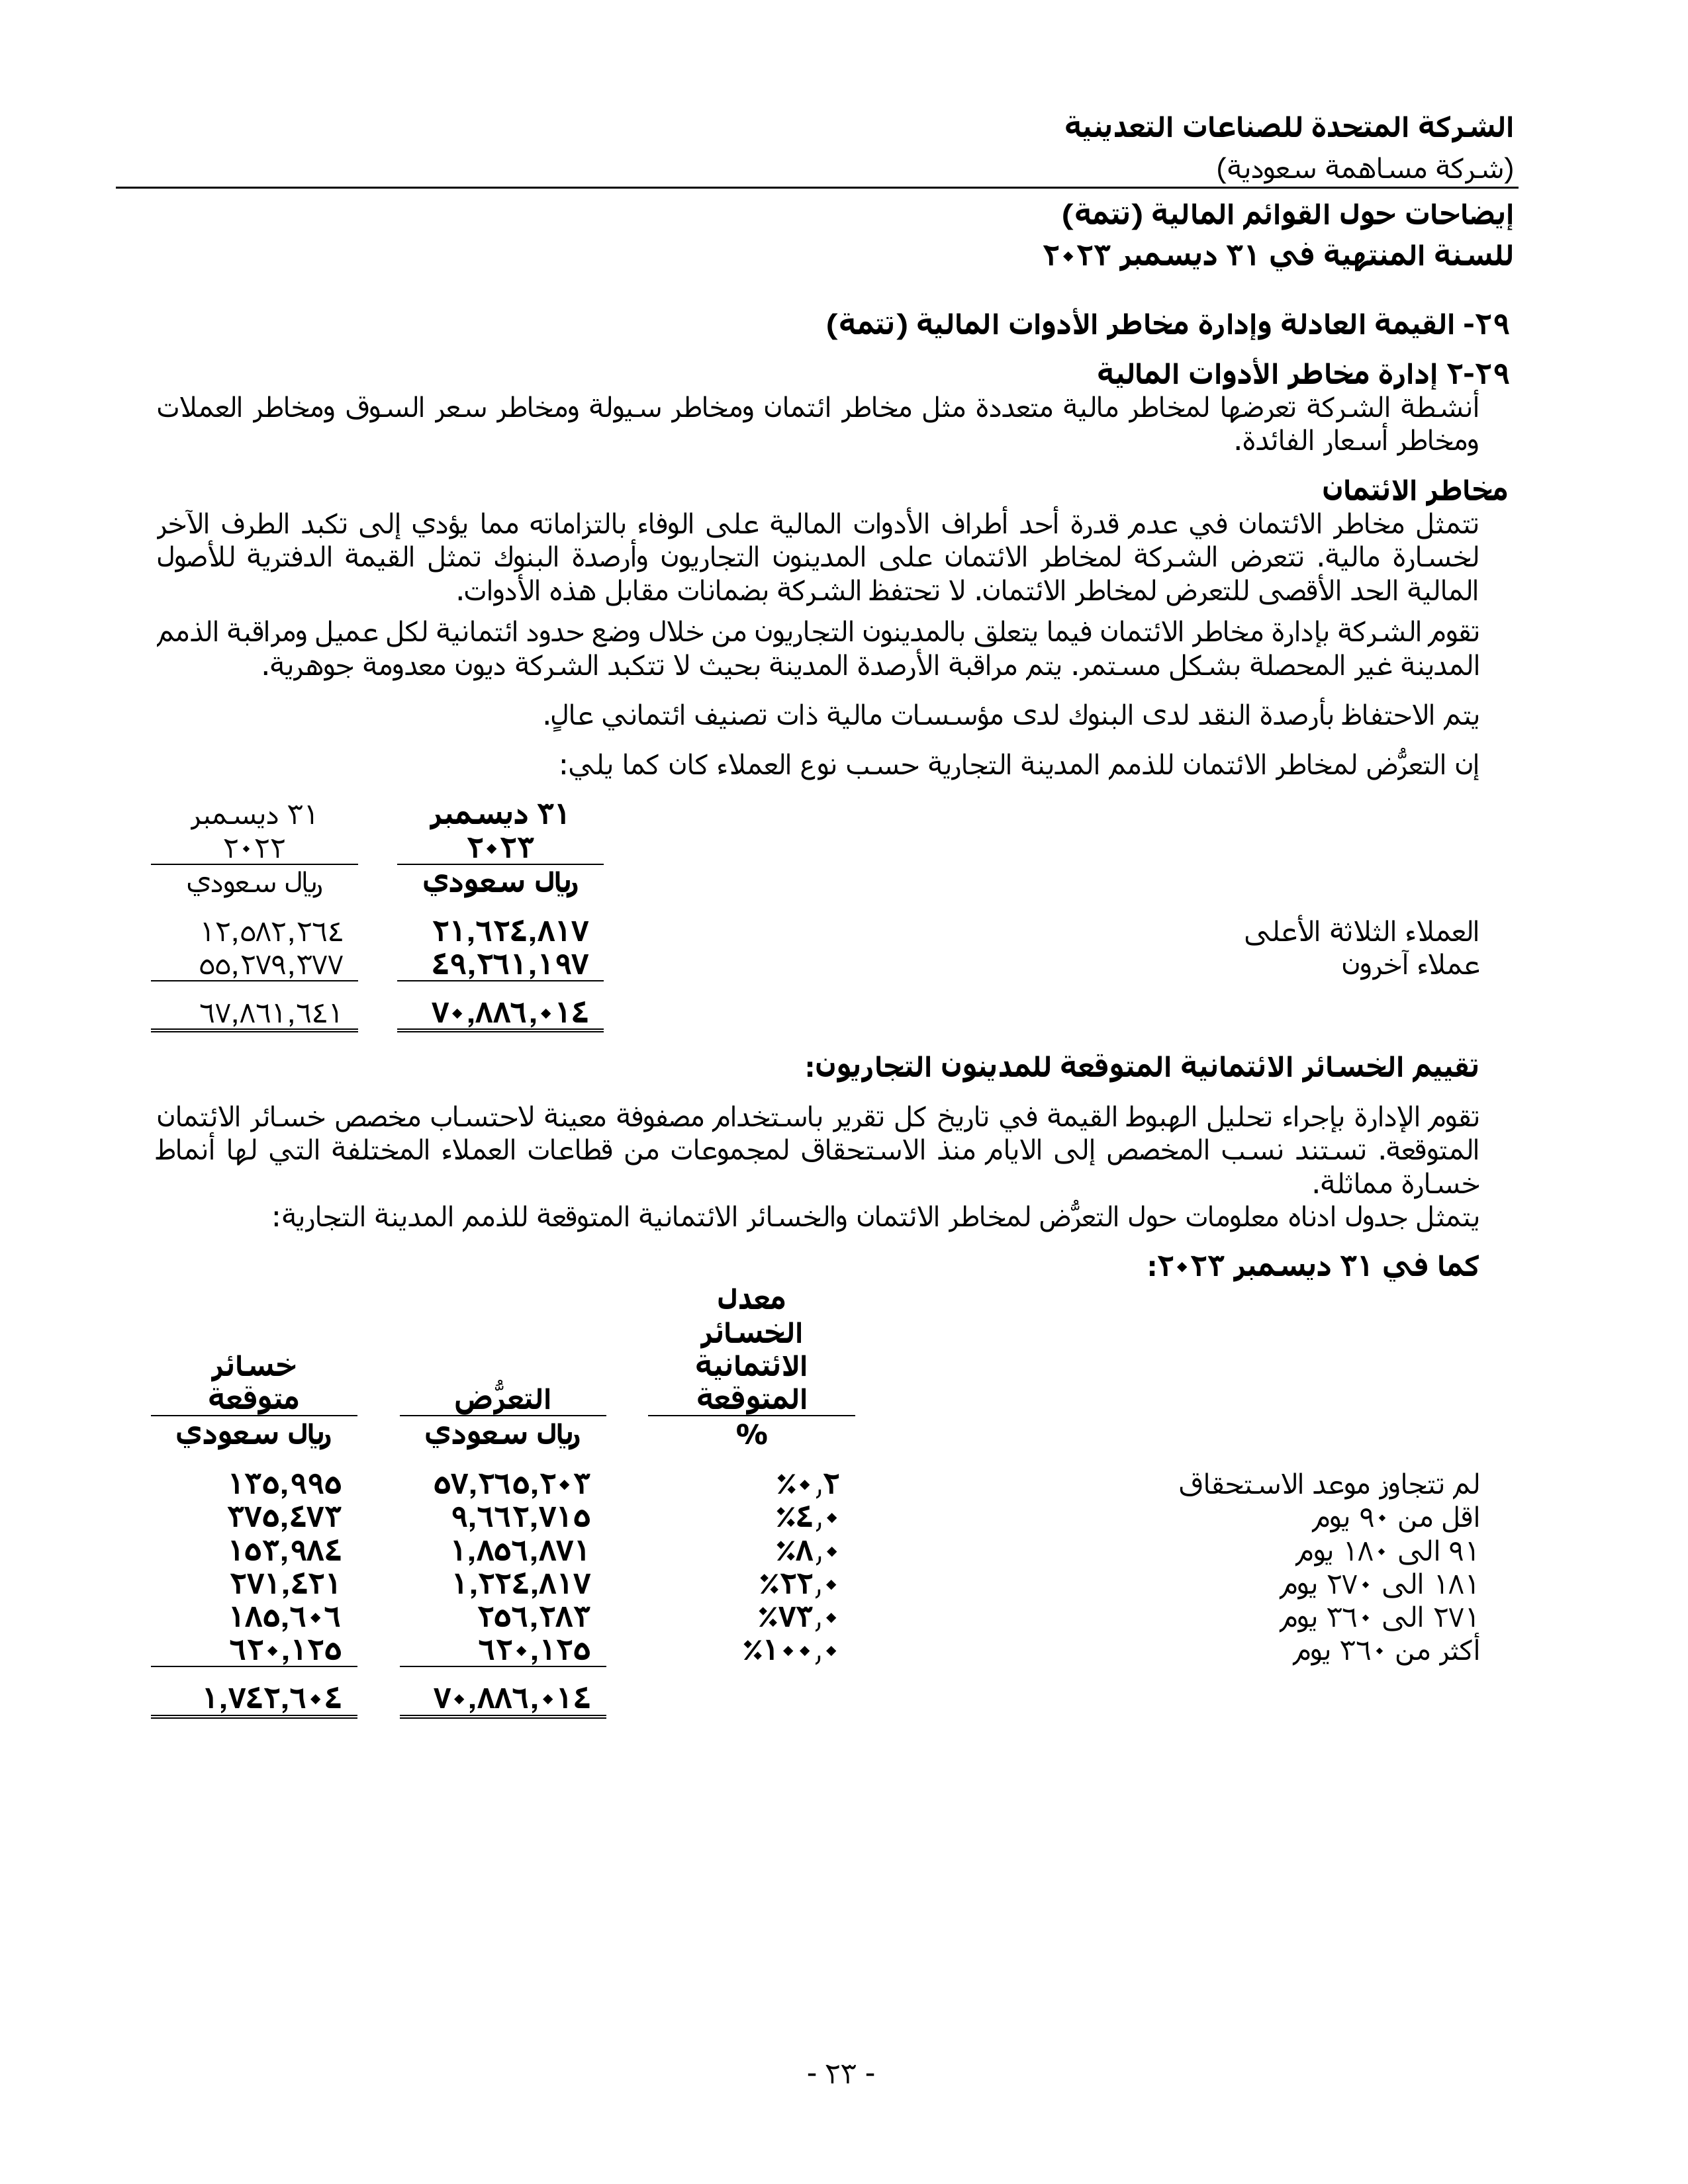 الشركة المتحدة للصناعات التعدينية
(شركة مساهمة سعودية)
إيضاحات حول القوائم المالية (تتمة)
للسنة المنتهية في ٣١ ديسمبر ٢٠٢٣
٢٩- القيمة العادلة وإدارة مخاطر الأدوات المالية (تتمة)
٢٩-٢ إدارة مخاطر الأدوات المالية
أنشطة الشركة تعرضها لمخاطر مالية متعددة مثل مخاطر ائتمان ومخاطر سيولة ومخاطر سعر السوق ومخاطر العملات
ومخاطر أسعار الفائدة.
مخاطر الائتمان
تتمثل مخاطر الائتمان في عدم قدرة أحد أطراف الأدوات المالية على الوفاء بالتزاماته مما يؤدي إلى تكبد الطرف الآخر
لخسارة مالية. تتعرض الشركة لمخاطر الائتمان على المدينون التجاريون وأرصدة البنوك تمثل القيمة الدفترية للأصول
المالية الحد الأقصى للتعرض لمخاطر الائتمان. لا تحتفظ الشركة بضمانات مقابل هذه الأدوات.
تقوم الشركة بإدارة مخاطر الائتمان فيما يتعلق بالمدينون التجاريون من خلال وضع حدود ائتمانية لكل عميل ومراقبة الذمم
المدينة غير المحصلة بشكل مستمر. يتم مراقبة الأرصدة المدينة بحيث لا تتكبد الشركة ديون معدومة جوهرية.
يتم الاحتفاظ بأرصدة النقد لدى البنوك لدى مؤسسات مالية ذات تصنيف ائتماني عالٍ.
إن التعرُّض لمخاطر الائتمان للذمم المدينة التجارية حسب نوع العملاء كان كما يلي:
٣١ ديسمبر ٣١ ديسمبر
٢٠٢٣ ٢٠٢٢
ريال سعودي ريال سعودي
العملاء الثلاثة الأعلى ٢١,٦٢٤,٨١٧ ١٢,٥٨٢,٢٦٤
عملاء آخرون ٤٩,٢٦١,١٩٧ ٥٥,٢٧٩,٣٧٧
٧٠,٨٨٦,٠١٤ ٦٧,٨٦١,٦٤١
تقييم الخسائر الائتمانية المتوقعة للمدينون التجاريون:
تقوم الإدارة بإجراء تحليل الهبوط القيمة في تاريخ كل تقرير باستخدام مصفوفة معينة لاحتساب مخصص خسائر الائتمان
المتوقعة. تستند نسب المخصص إلى الايام منذ الاستحقاق لمجموعات من قطاعات العملاء المختلفة التي لها أنماط
خسارة مماثلة.
يتمثل جدول ادناه معلومات حول التعرُّض لمخاطر الائتمان والخسائر الائتمانية المتوقعة للذمم المدينة التجارية:
كما في ٣١ ديسمبر ٢٠٢٣:
معدل
الخسائر
الائتمانية خسائر
المتوقعة التعرُّض متوقعة
% ريال سعودي ريال سعودي
لم تتجاوز موعد الاستحقاق ٠٫٢٪ ٥٧,٢٦٥,٢٠٣ ١٣٥,٩٩٥
اقل من ٩٠ يوم ٤٫٠٪ ٩,٦٦٢,٧١٥ ٣٧٥,٤٧٣
٩١ الى ١٨٠ يوم ٨٫٠٪ ١,٨٥٦,٨٧١ ١٥٣,٩٨٤
١٨١ الى ٢٧٠ يوم ٢٢٫٠٪ ١,٢٢٤,٨١٧ ٢٧١,٤٢١
٢٧١ الى ٣٦٠ يوم ٧٣٫٠٪ ٢٥٦,٢٨٣ ١٨٥,٦٠٦
أكثر من ٣٦٠ يوم ١٠٠٫٠٪ ٦٢٠,١٢٥ ٦٢٠,١٢٥
٧٠,٨٨٦,٠١٤ ١,٧٤٢,٦٠٤
- ٢٣ -